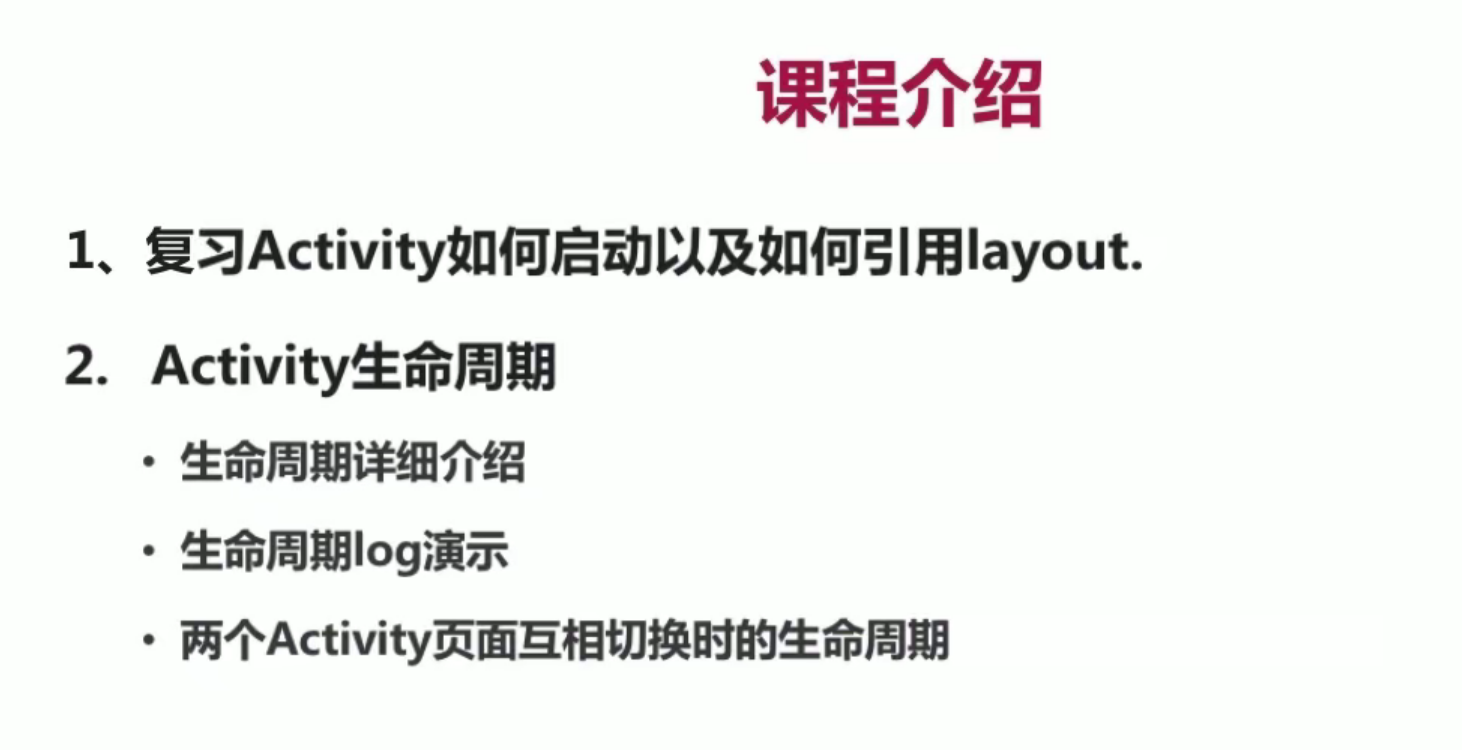 课程介绍
1、复习Activity如何启动以及如何引用layout.
2. Activity生命周期
• 生命周期详细介绍
• 生命周期log演示
• 两个Activity页面互相切换时的生命周期